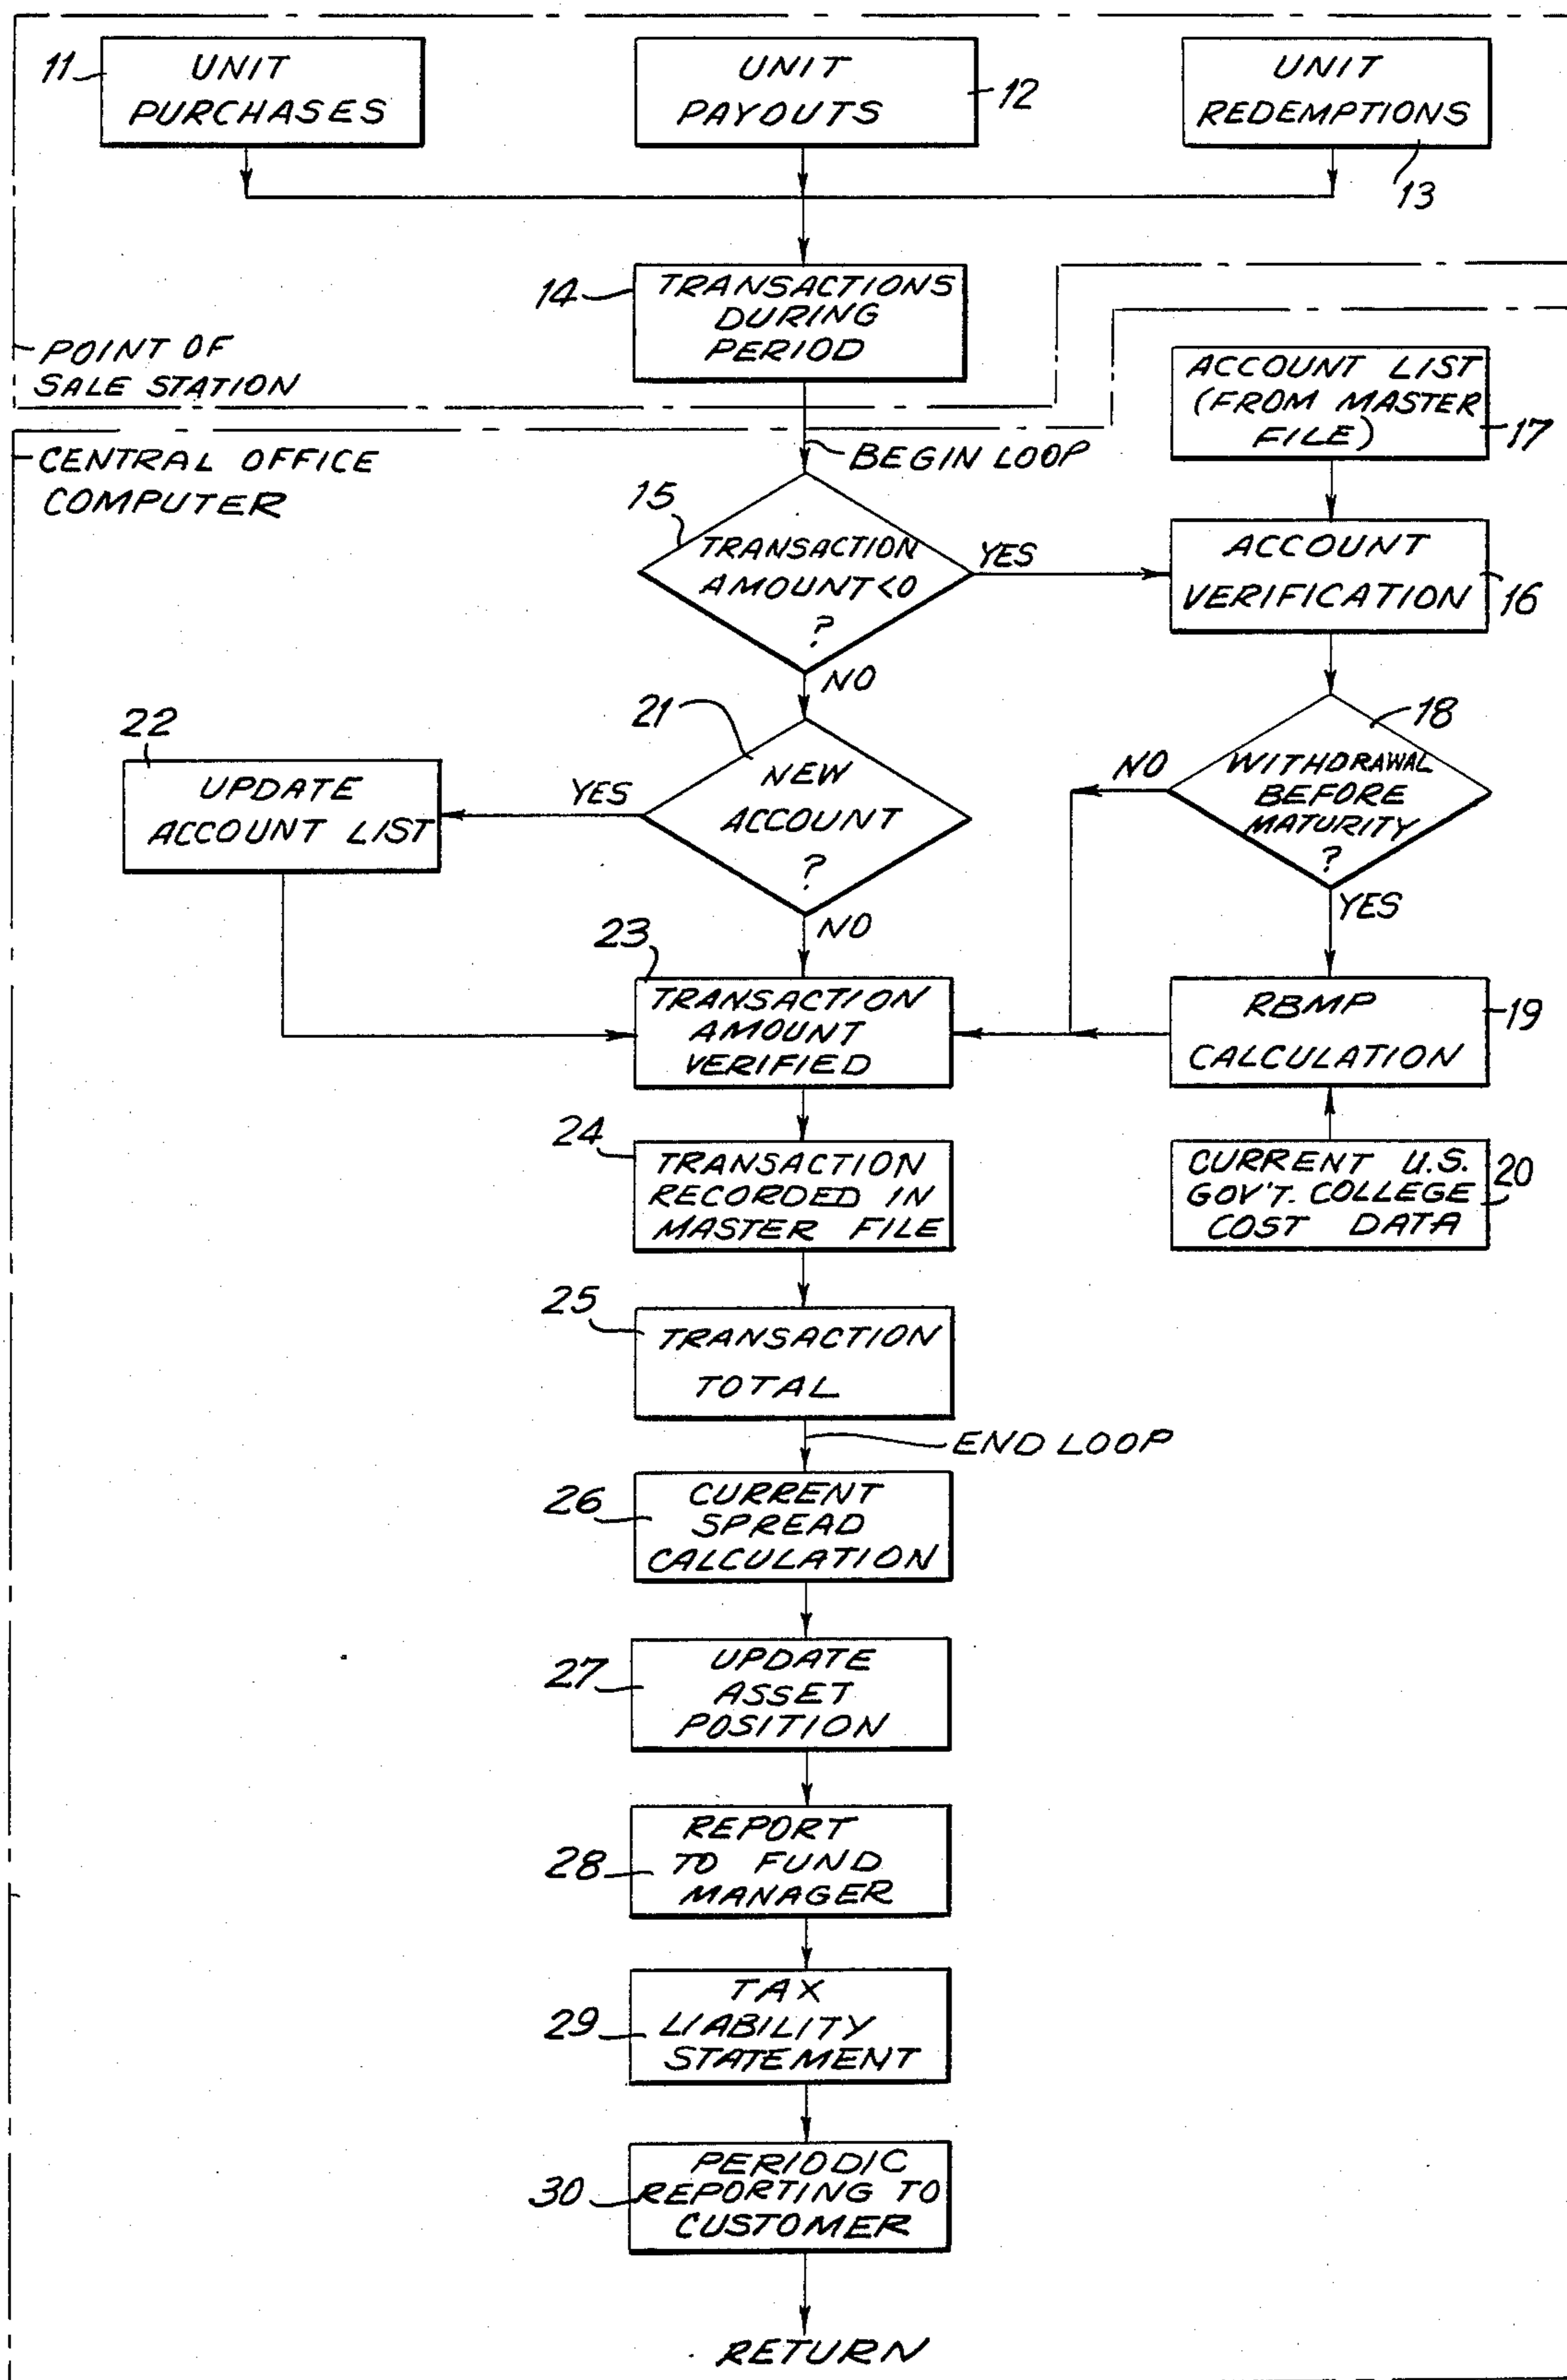 11
UNIT
PURCHASES
UNIT
PAYOUTS
12
UNIT
REDEMPTIONS
13
14
TRANSACTIONS
DURING
PERIOD
POINT OF
SALE STATION
ACCOUNT LIST
(FROM MASTER
FILE)
17
CENTRAL OFFICE
COMPUTER
BEGIN LOOP
15
TRANSACTION
AMOUNT<0
?
YES
ACCOUNT
VERIFICATION
16
NO
21
NEW
ACCOUNT
?
YES
22
UPDATE
ACCOUNT LIST
18
WITHDRAWAL
BEFORE
MATURITY
?
NO
YES
NO
23
TRANSACTION
AMOUNT
VERIFIED
RBMP
CALCULATION
19
24
TRANSACTION
RECORDED IN
MASTER FILE
CURRENT U.S.
GOV'T. COLLEGE
COST DATA
20
25
TRANSACTION
TOTAL
END LOOP
26
CURRENT
SPREAD
CALCULATION
27
UPDATE
ASSET
POSITION
28
REPORT
TO FUND
MANAGER
29
TAX
LIABILITY
STATEMENT
30
PERIODIC
REPORTING TO
CUSTOMER
RETURN